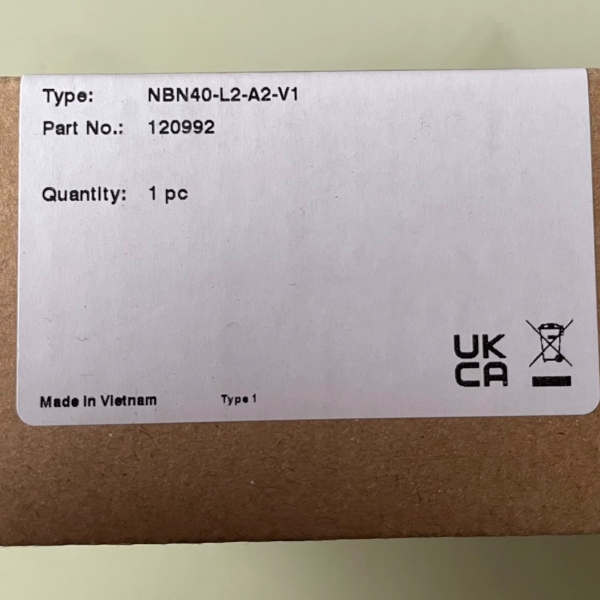 Type: NBN40-L2-A2-V1
Part No.: 120992
Quantity: 1 pc
UK
CA
Made in Vietnam Type 1